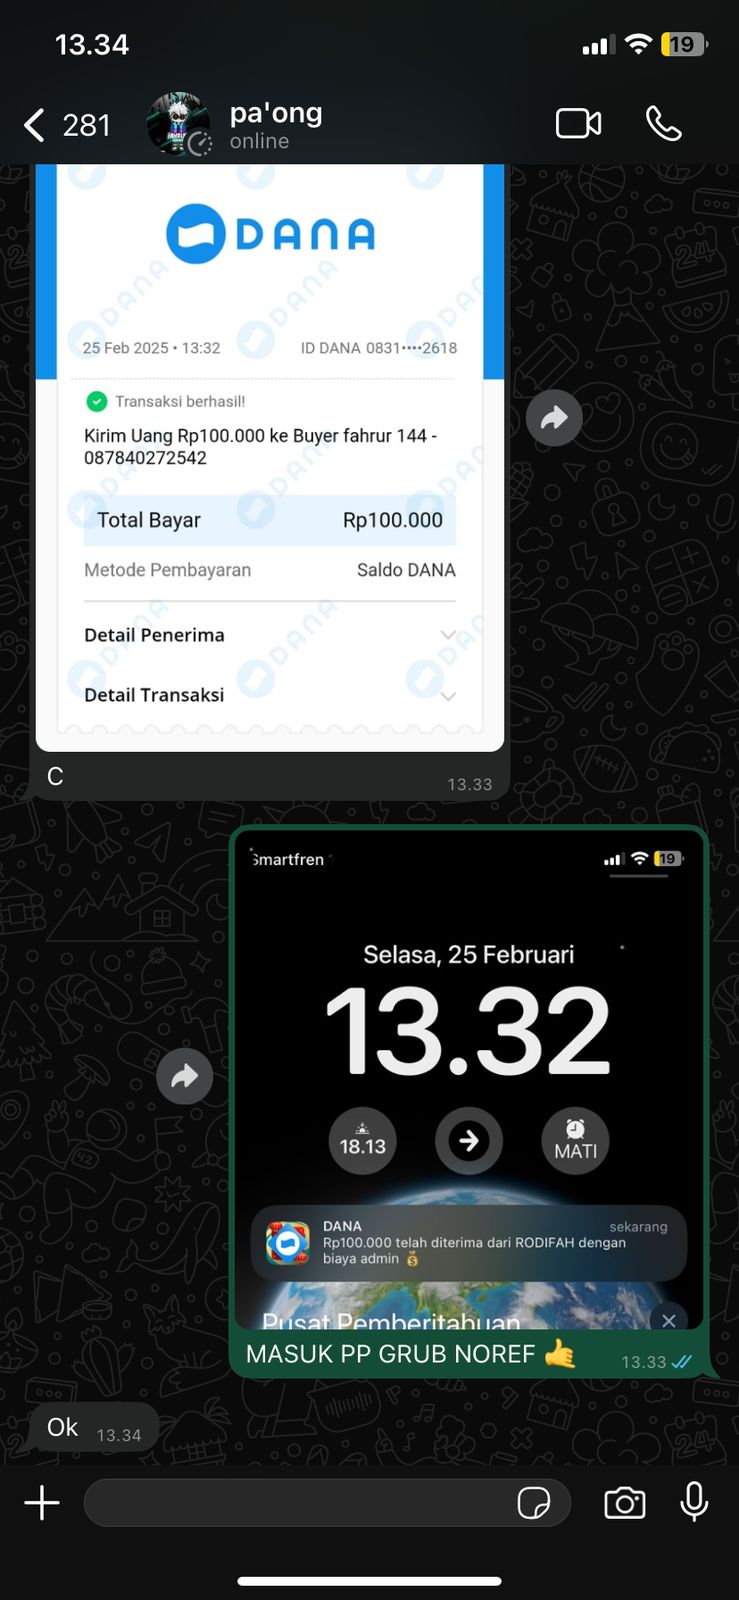 13.34
19
281
pa'ong
online
DANA
25 Feb 2025 • 13:32
ID DANA 0831••••2618
Transaksi berhasil!
Kirim Uang Rp100.000 ke Buyer fahrur 144 -
087840272542
Total Bayar
Rp100.000
Metode Pembayaran
Saldo DANA
Detail Penerima
Detail Transaksi
C
13.33
Smartfren
19
Selasa, 25 Februari
13.32
18.13
MATI
DANA
sekarang
Rp100.000 telah diterima dari RODIFAH dengan
biaya admin 💰
Pusat Pemberitahuan
MASUK PP GRUB NOREF 🤙
13.33
Ok
13.34